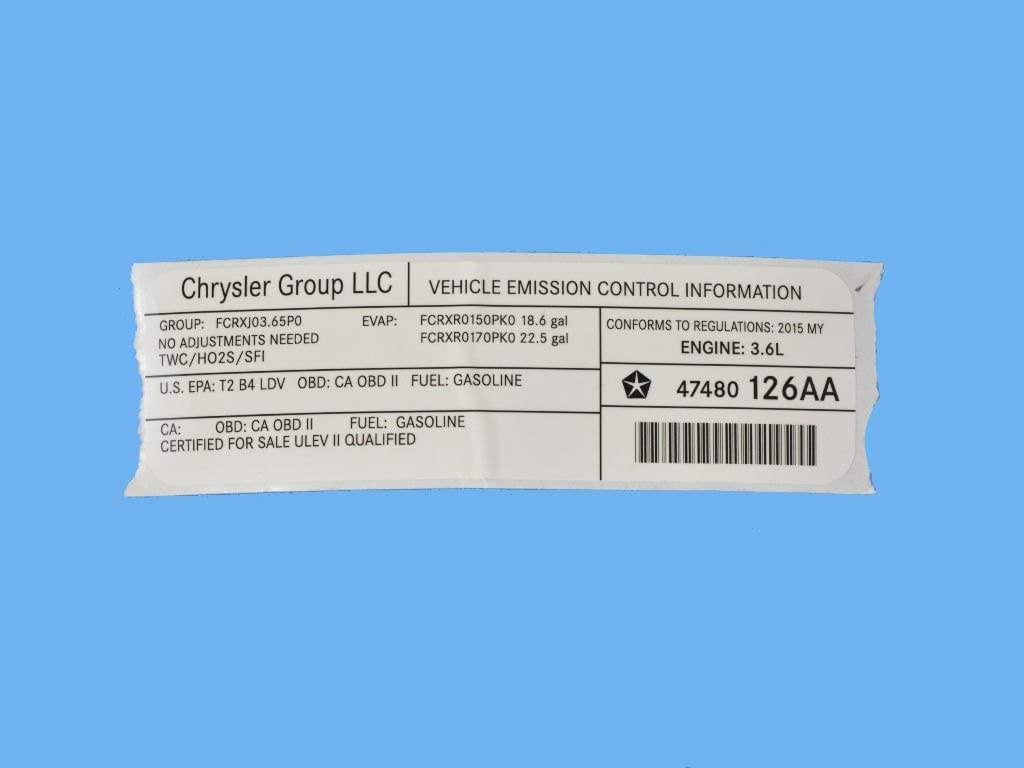 Chrysler Group LLC
VEHICLE EMISSION CONTROL INFORMATION
GROUP: FCRXJ03.65P0 EVAP: FCRXR0150PK0 18.6 gal
NO ADJUSTMENTS NEEDED FCRXR0170PK0 22.5 gal
TWC/HO2S/SFI
U.S. EPA: T2 B4 LDV OBD: CA OBD II FUEL: GASOLINE
CA: OBD: CA OBD II FUEL: GASOLINE
CERTIFIED FOR SALE ULEV II QUALIFIED
CONFORMS TO REGULATIONS: 2015 MY
ENGINE: 3.6L
47480 126AA